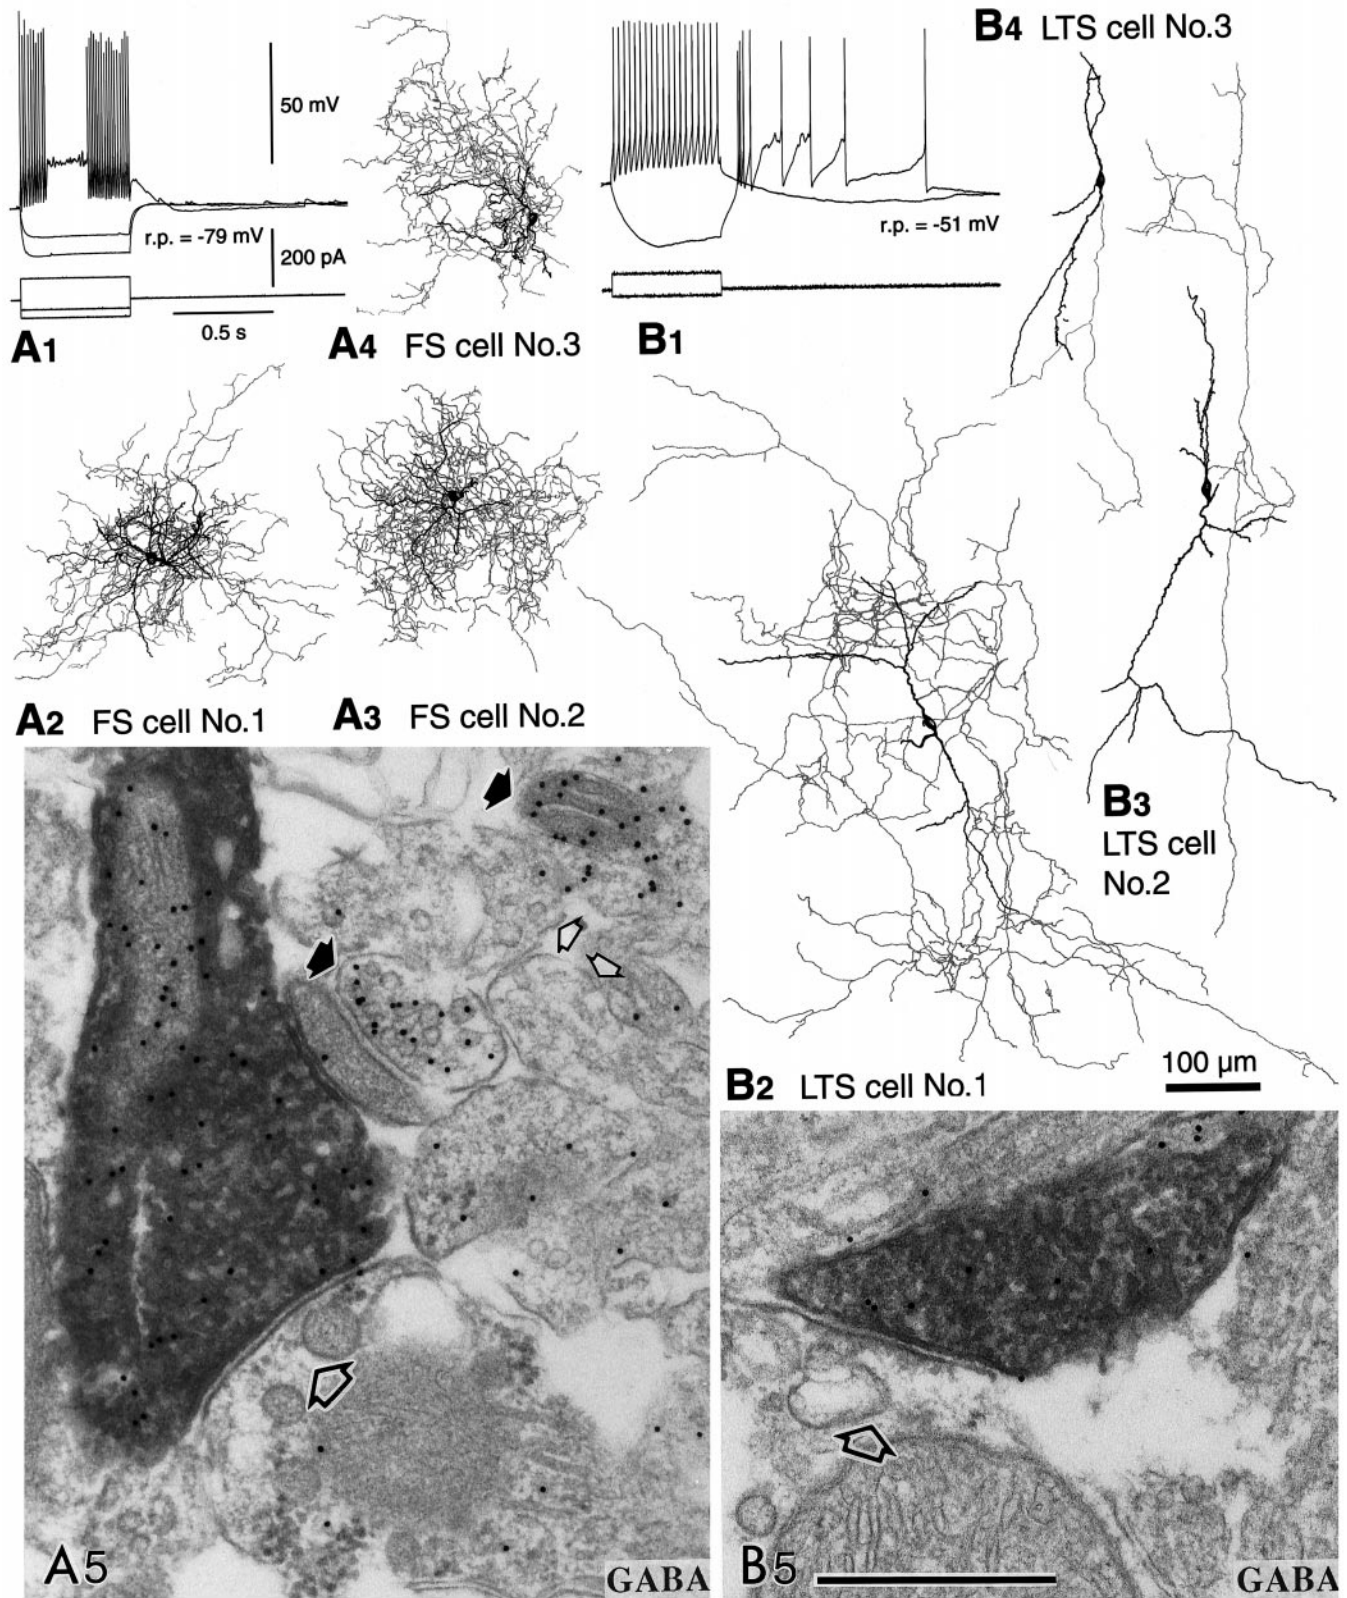 50 mV
r.p. = -79 mV
200 pA
0.5 s
A1
A4 FS cell No.3
r.p. = -51 mV
B1
B4 LTS cell No.3
A2 FS cell No.1
A3 FS cell No.2
B3
LTS cell
No.2
B2 LTS cell No.1
100 µm
A5
GABA
B5
GABA